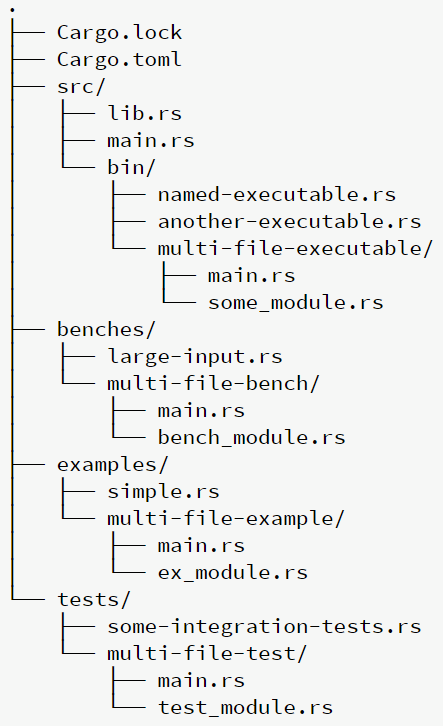 .
├── Cargo.lock
├── Cargo.toml
├── src/
│   ├── lib.rs
│   ├── main.rs
│   └── bin/
│       ├── named-executable.rs
│       ├── another-executable.rs
│       └── multi-file-executable/
│           ├── main.rs
│           └── some_module.rs
├── benches/
│   ├── large-input.rs
│   └── multi-file-bench/
│       ├── main.rs
│       └── bench_module.rs
├── examples/
│   ├── simple.rs
│   └── multi-file-example/
│       ├── main.rs
│       └── ex_module.rs
└── tests/
    ├── some-integration-tests.rs
    └── multi-file-test/
        ├── main.rs
        └── test_module.rs